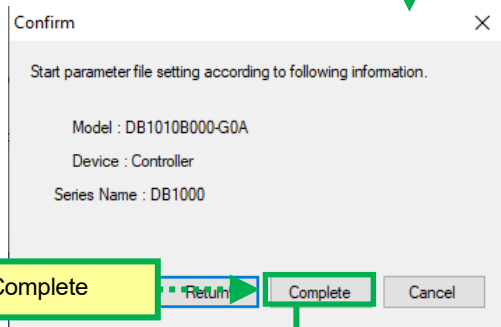 Confirm
Start parameter file setting according to following information.
Model : DB1010B000-G0A
Device : Controller
Series Name : DB1000
Complete
Return
Complete
Cancel